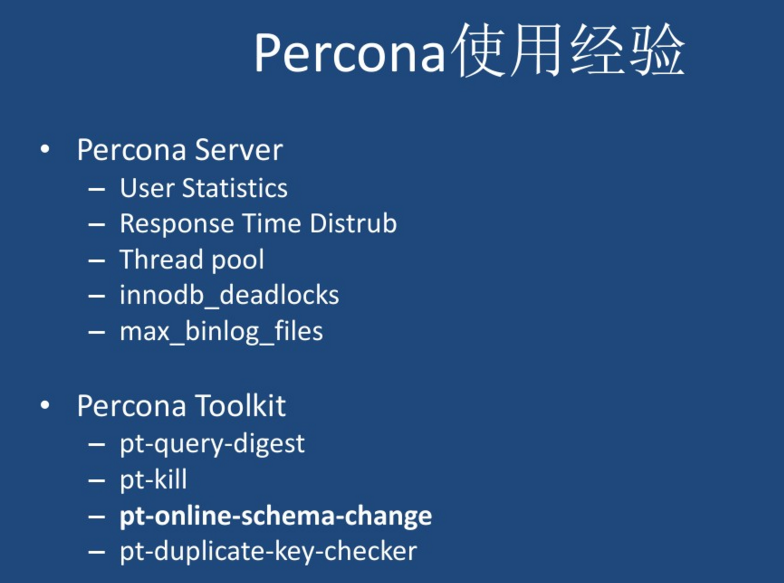 Percona使用经验
• Percona Server
– User Statistics
– Response Time Distrub
– Thread pool
– innodb_deadlocks
– max_binlog_files
• Percona Toolkit
– pt-query-digest
– pt-kill
– pt-online-schema-change
– pt-duplicate-key-checker